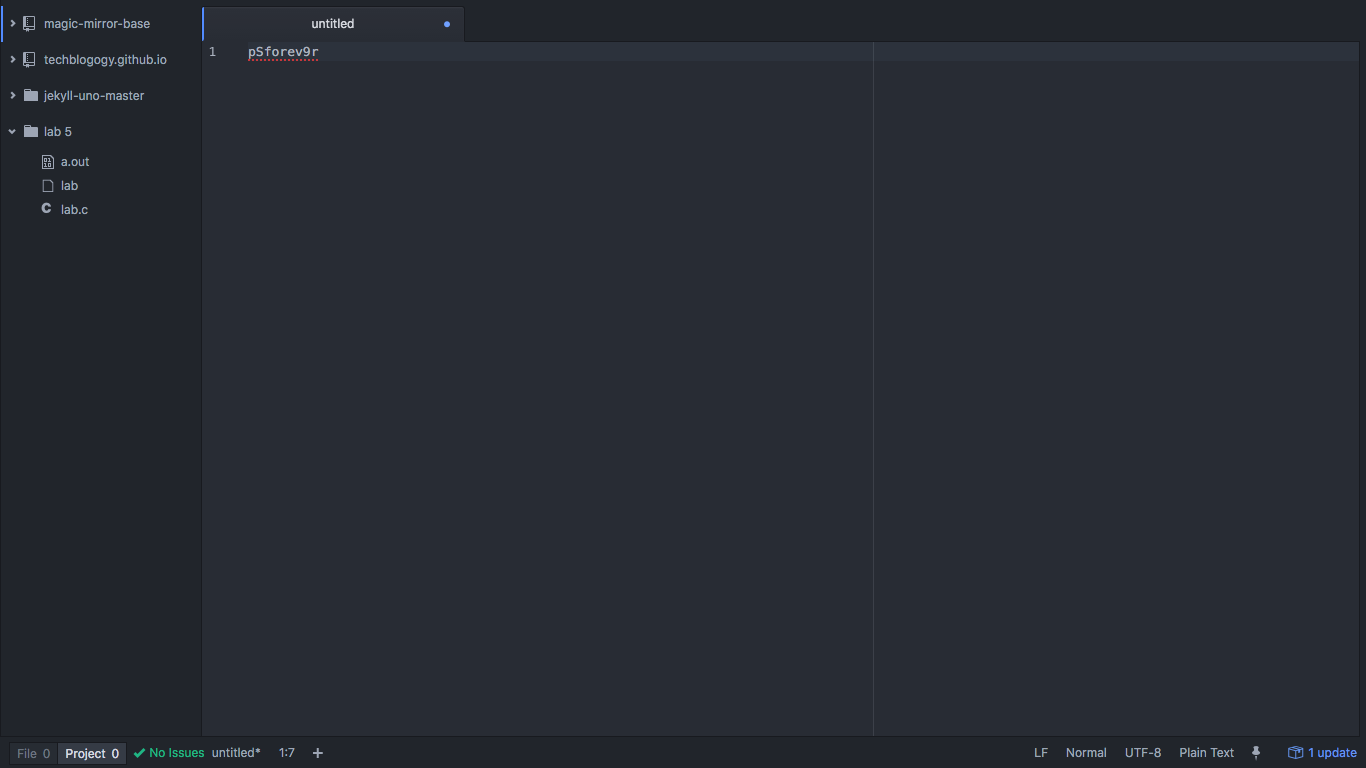 magic-mirror-base
techblogogy.github.io
jekyll-uno-master
lab 5
a.out
lab
C lab.c
untitled
1 pSforev9r
File 0 Project 0 No Issues untitled* 1:7 + LF Normal UTF-8 Plain Text 1 update